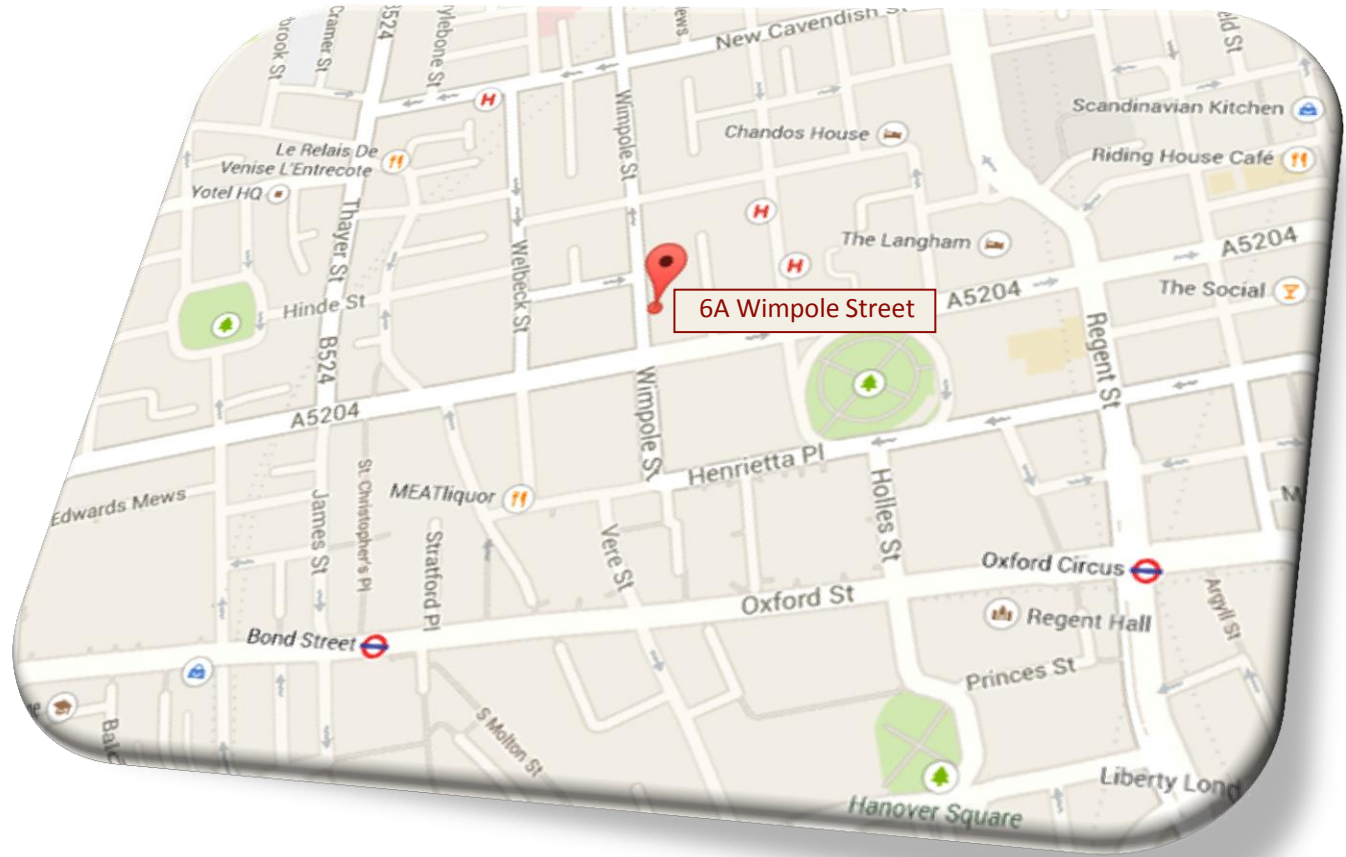 Cramer St
B524
New Cavendish
Scandinavian Kitchen
Chandos House
H
Wimpole St
Le Relais De
Venise L'Entrecote
Riding House Café
Yotel HQ
H
Thayer St
Welbeck St
The Langham
A5204
H
6A Wimpole Street
A5204
The Social
Hinde St
B524
Regent St
Wimpole St
A5204
Henrietta Pl
MEATliquor
Edwards Mews
James St
St. Christopher's Pl
Stratford Pl
Vere St
Holles St
Oxford Circus
Oxford St
Argyll St
Regent Hall
Bond Street
Princes St
S Molton St
Liberty Lond
Hanover Square